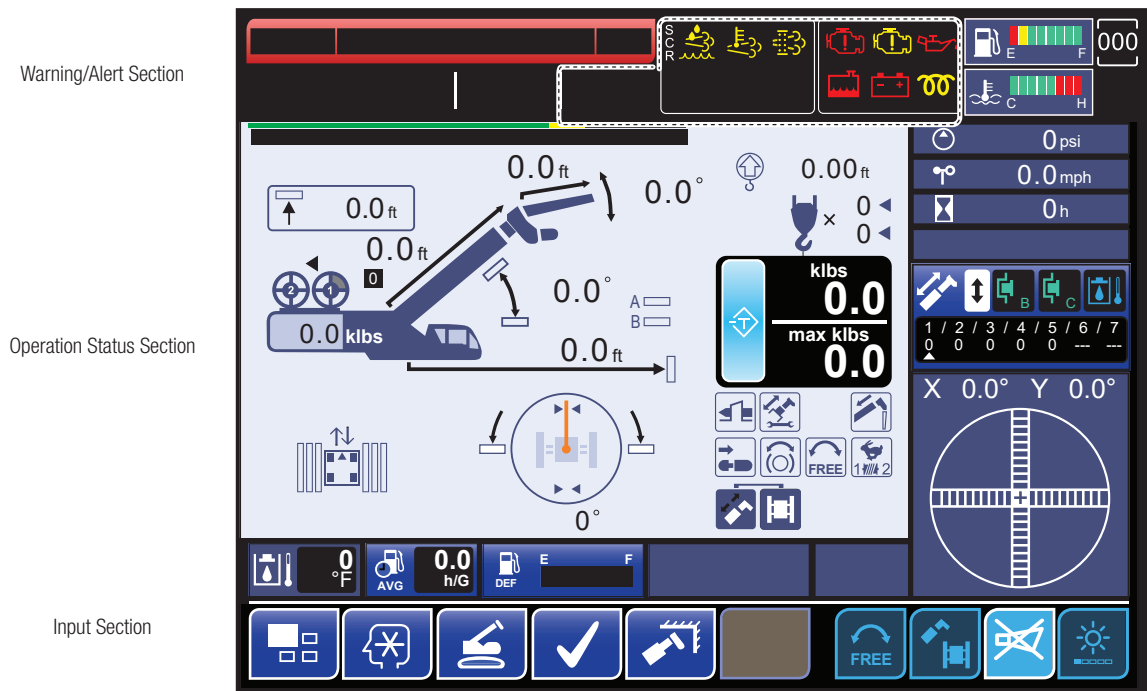 Warning/Alert Section
S
C
R
000
E F
C H
0 psi
0.0 mph
0 h
0.0 ft
0.0°
0.00 ft
0.0 ft
0.0 ft
× 0
0
2 1
0
0.0°
A
B
0.0 klbs
0.0 ft
klbs
0.0
max klbs
0.0
T
B
C
1 / 2 / 3 / 4 / 5 / 6 / 7
0 0 0 0 0 --- ---
Operation Status Section
X 0.0° Y 0.0°
FREE
1 2
0°
0
°F
AVG
0.0
h/G
DEF
E F
Input Section
FREE